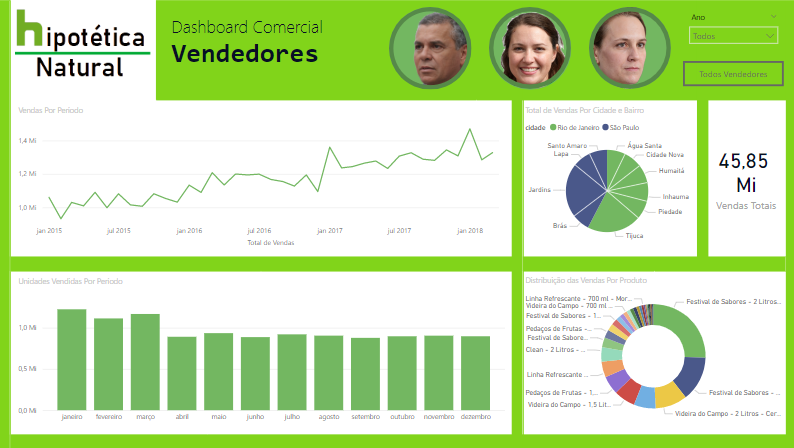 hipotética
Natural
Dashboard Comercial
Vendedores
Ano
Todos
Todos Vendedores
Vendas Por Período
1,4 Mi
1,2 Mi
1,0 Mi
jan 2015
jul 2015
jan 2016
jul 2016
jan 2017
jul 2017
jan 2018
Total de Vendas
Total de Vendas Por Cidade e Bairro
cidade
Rio de Janeiro
São Paulo
Santo Amaro
Água Santa
Lapa
Cidade Nova
Humaitá
Jardins
Inhauma
Piedade
Brás
Tijuca
45,85
Mi
Vendas Totais
Unidades Vendidas Por Período
1,0 Mi
0,5 Mi
0,0 Mi
janeiro
fevereiro
março
abril
maio
junho
julho
agosto
setembro
outubro
novembro
dezembro
Distribuição das Vendas Por Produto
Linha Refrescante - 700 ml - Mor...
Videira do Campo - 700 ml...
Festival de Sabores - 2 Litros...
Festival de Sabores - 1...
Pedaços de Frutas -...
Festival de Sabore...
Clean - 2 Litros - ...
Linha Refrescante ...
Pedaços de Frutas - 1...
Festival de Sabores - ...
Videira do Campo - 1,5 Lit...
Videira do Campo - 2 Litros - Cer...